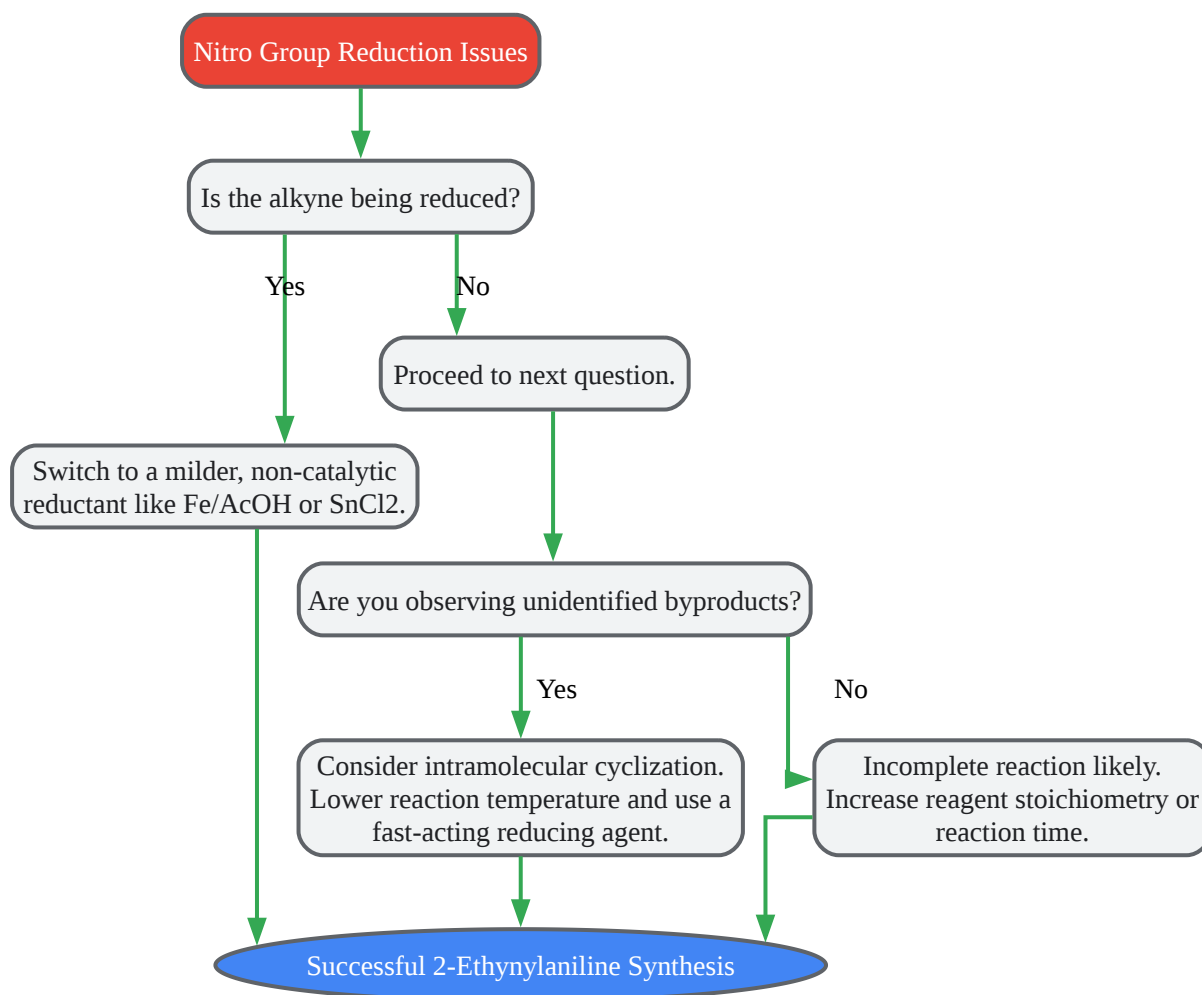 Nitro Group Reduction Issues
Is the alkyne being reduced?
Yes
No
Proceed to next question.
Switch to a milder, non-catalytic
reductant like Fe/AcOH or SnCl2.
Are you observing unidentified byproducts?
Yes
No
Consider intramolecular cyclization.
Lower reaction temperature and use a
fast-acting reducing agent.
Incomplete reaction likely.
Increase reagent stoichiometry or
reaction time.
Successful 2-Ethynylaniline Synthesis